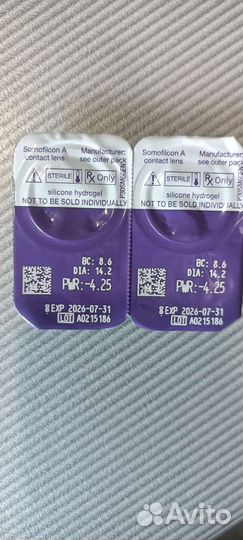 Somofilcon A Manufacturer:
contact lens see outer pack
STERILE Rx Only
silicone hydrogel
NOT TO BE SOLD INDIVIDUALLY
BC: 8.6
DIA: 14.2
PWR:-4.25
EXP 2026-07-31
LOT A0215186
Somofilcon A Manufacturer:
contact lens see outer pack
STERILE Rx Only
silicone hydrogel
NOT TO BE SOLD INDIVIDUALLY
BC: 8.6
DIA: 14.2
PWR:-4.25
EXP 2026-07-31
LOT A0215186
Avito